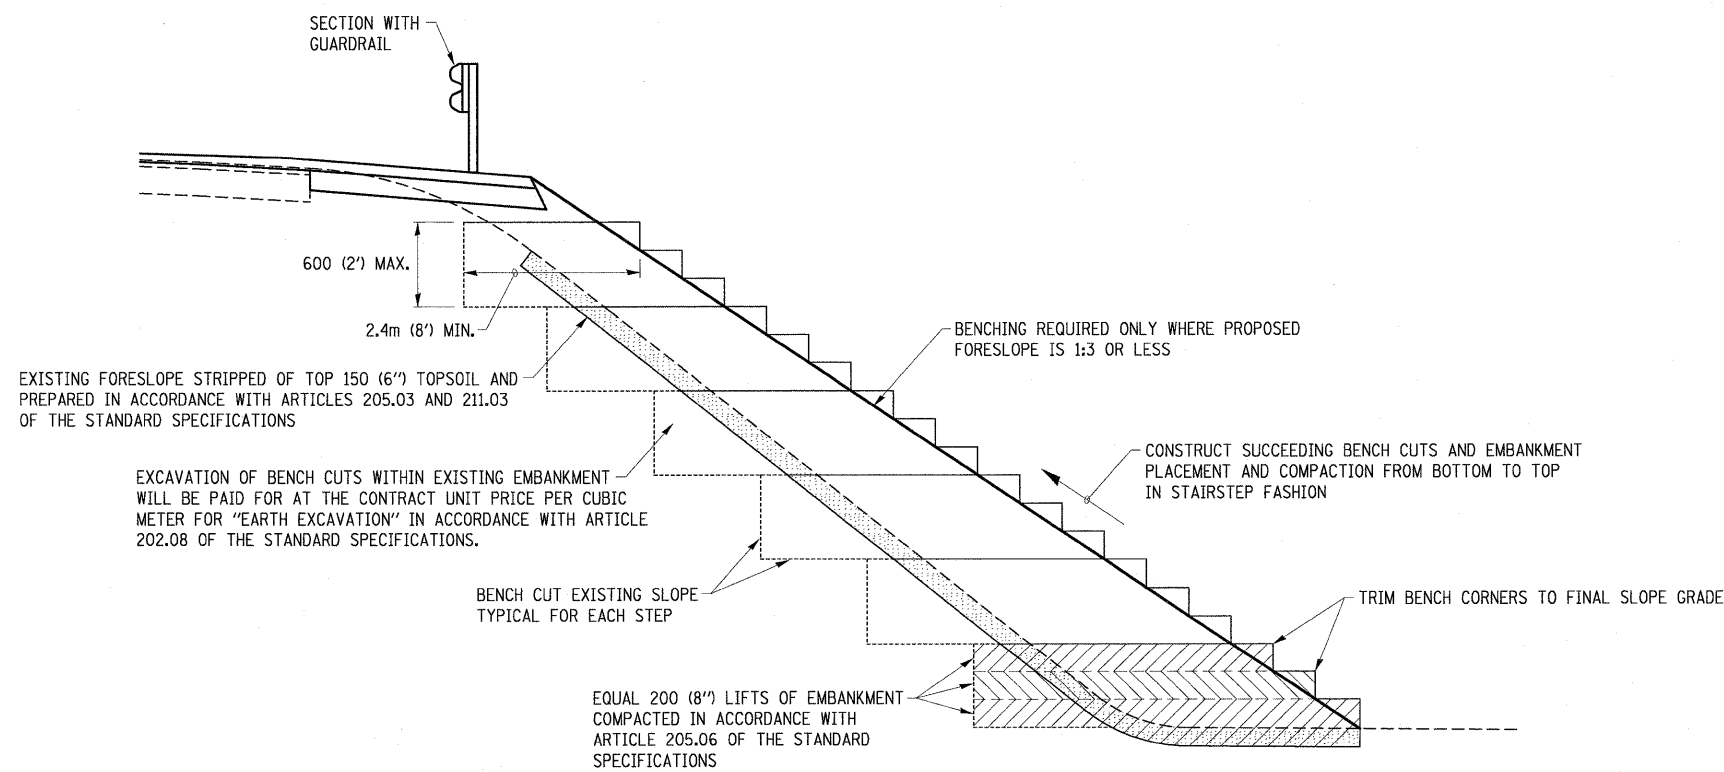 SECTION WITH
GUARDRAIL
600 (2') MAX.
2.4m (8') MIN.
BENCHING REQUIRED ONLY WHERE PROPOSED
FORESLOPE IS 1:3 OR LESS
EXISTING FORESLOPE STRIPPED OF TOP 150 (6") TOPSOIL AND
PREPARED IN ACCORDANCE WITH ARTICLES 205.03 AND 211.03
OF THE STANDARD SPECIFICATIONS
CONSTRUCT SUCCEEDING BENCH CUTS AND EMBANKMENT
PLACEMENT AND COMPACTION FROM BOTTOM TO TOP
IN STAIRSTEP FASHION
EXCAVATION OF BENCH CUTS WITHIN EXISTING EMBANKMENT
WILL BE PAID FOR AT THE CONTRACT UNIT PRICE PER CUBIC
METER FOR "EARTH EXCAVATION" IN ACCORDANCE WITH ARTICLE
202.08 OF THE STANDARD SPECIFICATIONS.
BENCH CUT EXISTING SLOPE
TYPICAL FOR EACH STEP
TRIM BENCH CORNERS TO FINAL SLOPE GRADE
EQUAL 200 (8") LIFTS OF EMBANKMENT
COMPACTED IN ACCORDANCE WITH
ARTICLE 205.06 OF THE STANDARD
SPECIFICATIONS